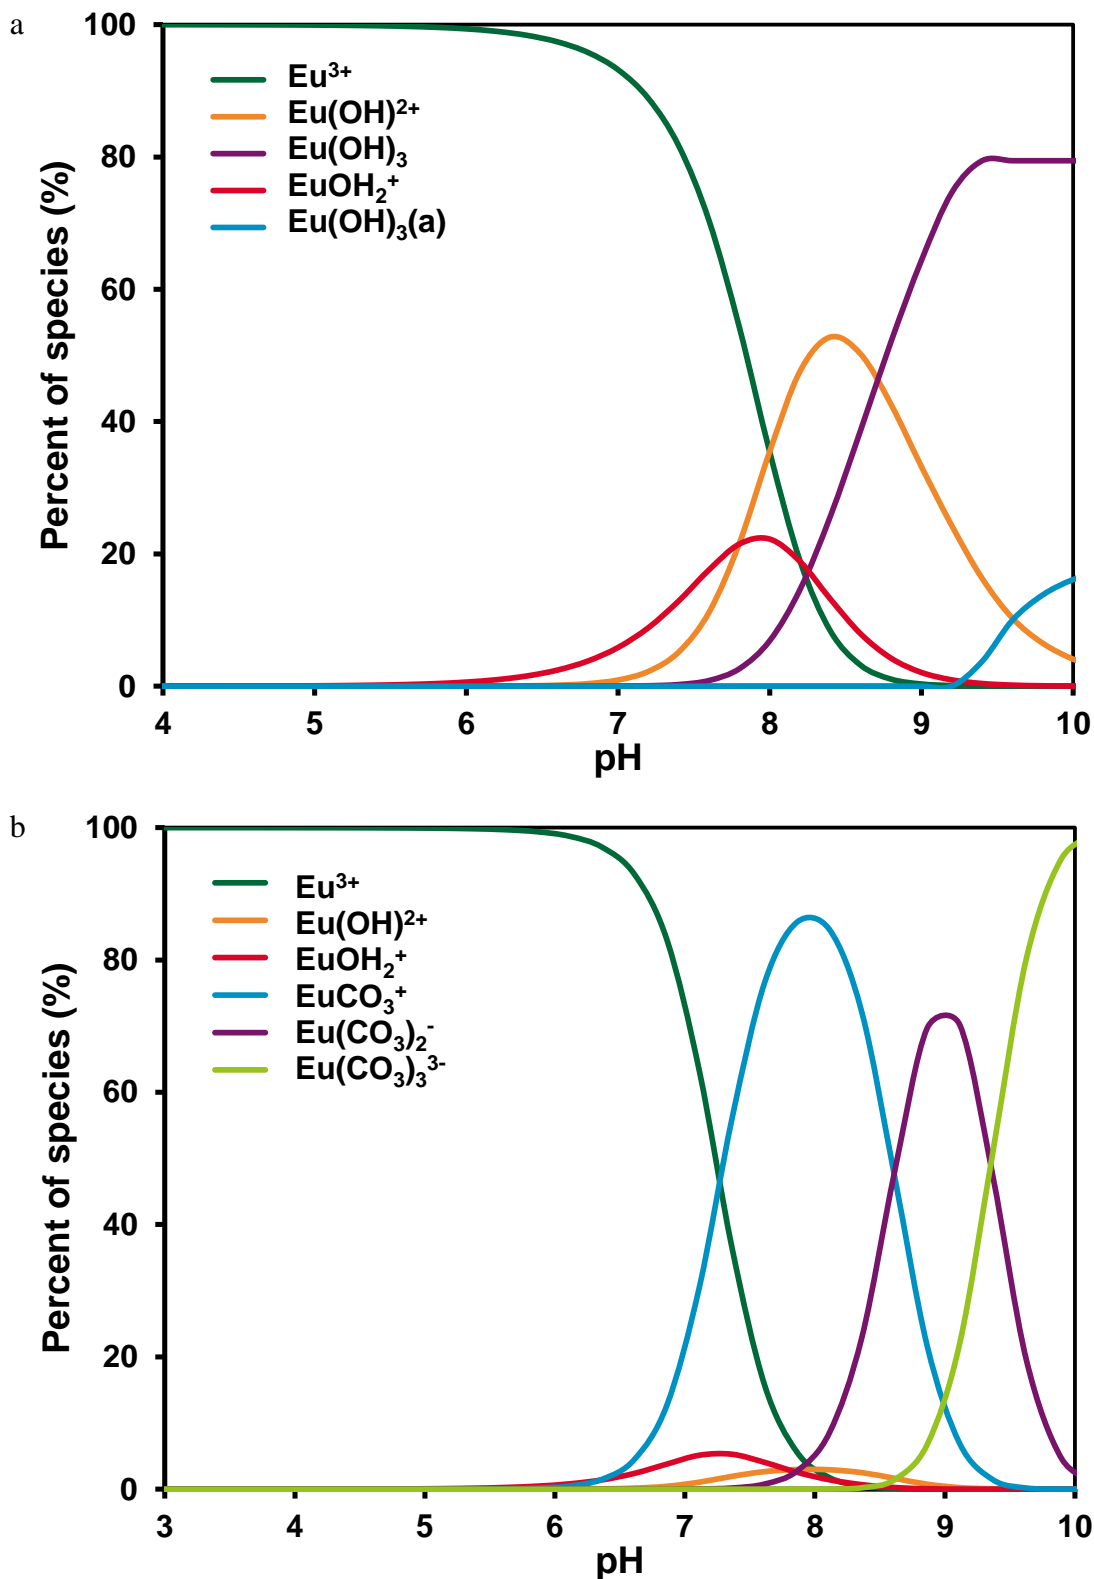 a
100
80
60
40
20
0
Percent of species (%)
Eu³⁺
Eu(OH)²⁺
Eu(OH)₃
EuOH₂⁺
Eu(OH)₃(a)
4 5 6 7 8 9 10
pH
b
100
80
60
40
20
0
Percent of species (%)
Eu³⁺
Eu(OH)²⁺
EuOH₂⁺
EuCO₃⁺
Eu(CO₃)₂⁻
Eu(CO₃)₃³⁻
3 4 5 6 7 8 9 10
pH